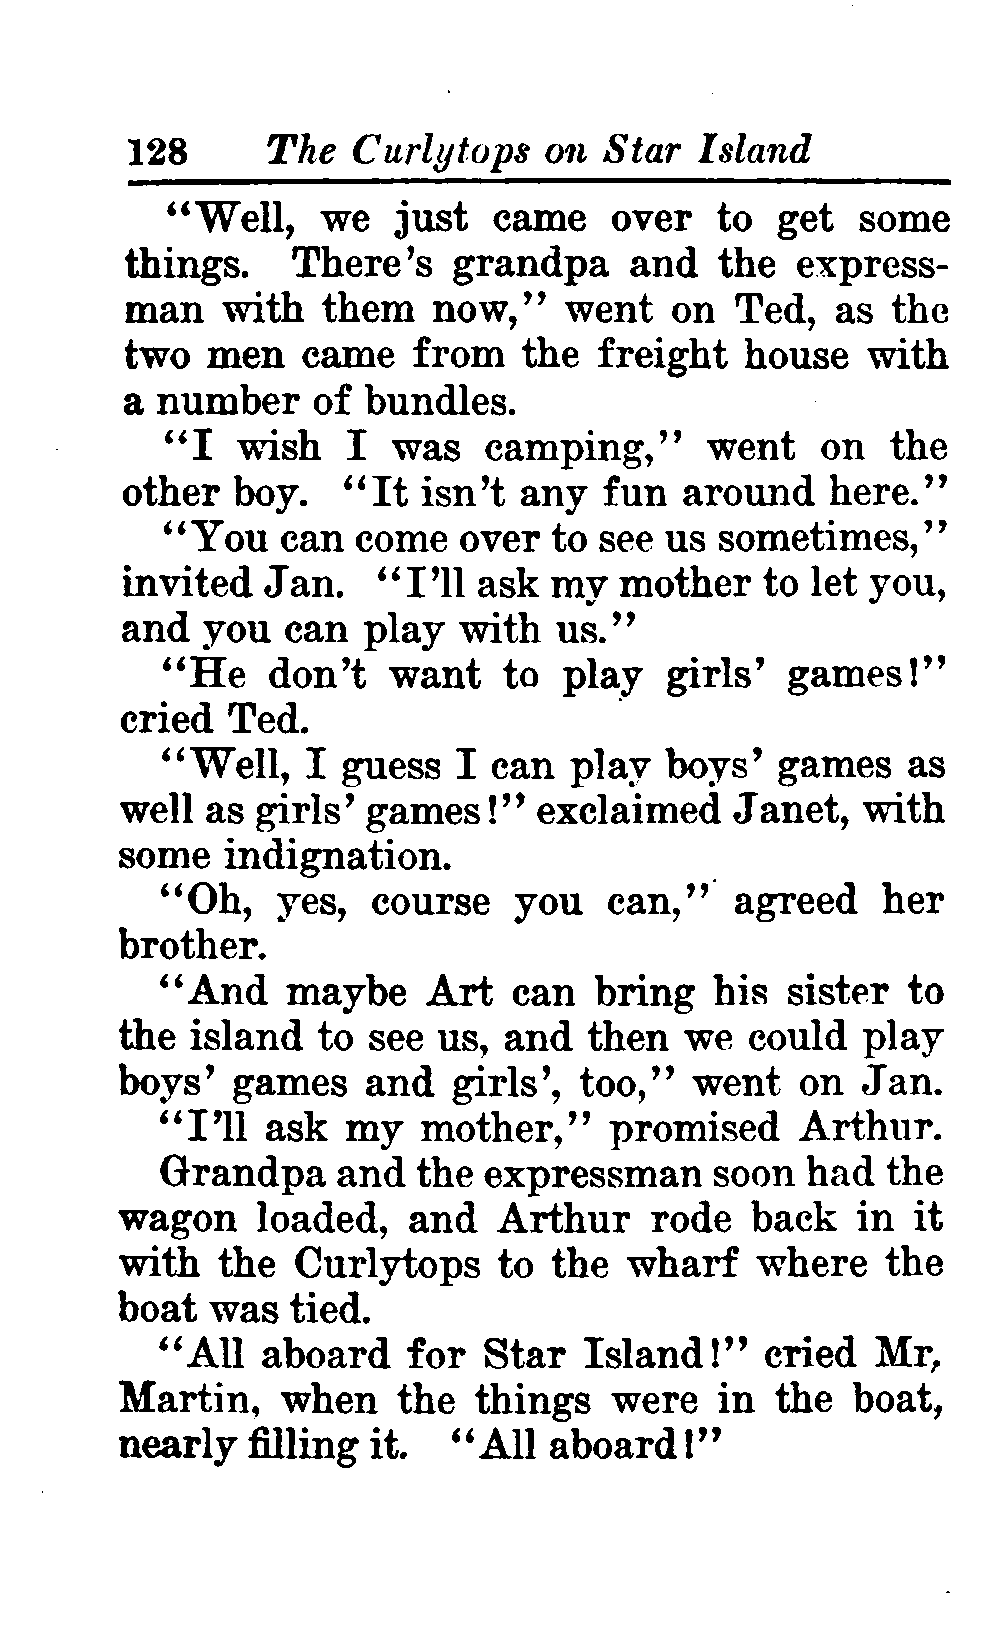 128 The Curlytops on Star Island
"Well, we just came over to get some
things. There's grandpa and the express-
man with them now," went on Ted, as the
two men came from the freight house with
a number of bundles.
"I wish I was camping," went on the
other boy. "It isn't any fun around here."
"You can come over to see us sometimes,"
invited Jan. "I'll ask my mother to let you,
and you can play with us."
"He don't want to play girls' games!"
cried Ted.
"Well, I guess I can play boys' games as
well as girls' games!" exclaimed Janet, with
some indignation.
"Oh, yes, course you can," agreed her
brother.
"And maybe Art can bring his sister to
the island to see us, and then we could play
boys' games and girls', too," went on Jan.
"I'll ask my mother," promised Arthur.
Grandpa and the expressman soon had the
wagon loaded, and Arthur rode back in it
with the Curlytops to the wharf where the
boat was tied.
"All aboard for Star Island!" cried Mr,
Martin, when the things were in the boat,
nearly filling it. "All aboard!"